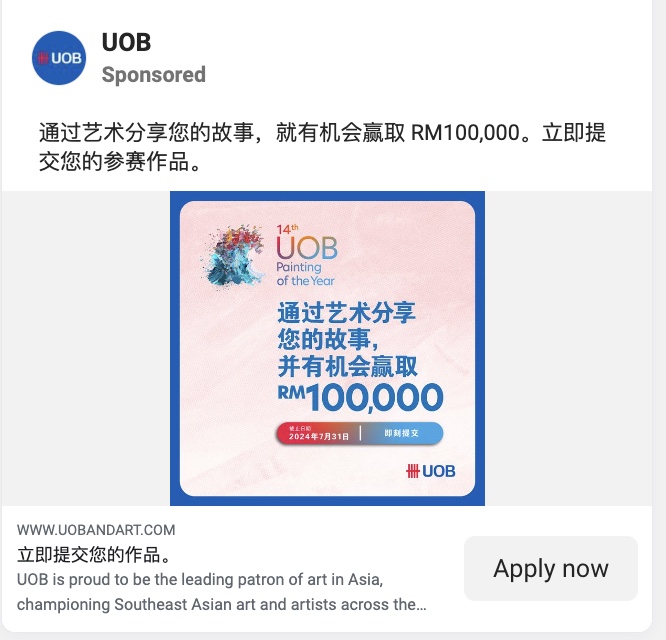 UOB
UOB
Sponsored
通过艺术分享您的故事，就有机会赢取 RM100,000。立即提
交您的参赛作品。
14th
UOB
Painting
of the Year
通过艺术分享
您的故事，
并有机会赢取
RM100,000
截止日期
2024年7月31日
即刻提交
UOB
WWW.UOBANDART.COM
立即提交您的作品。
UOB is proud to be the leading patron of art in Asia,
championing Southeast Asian art and artists across the…
Apply now